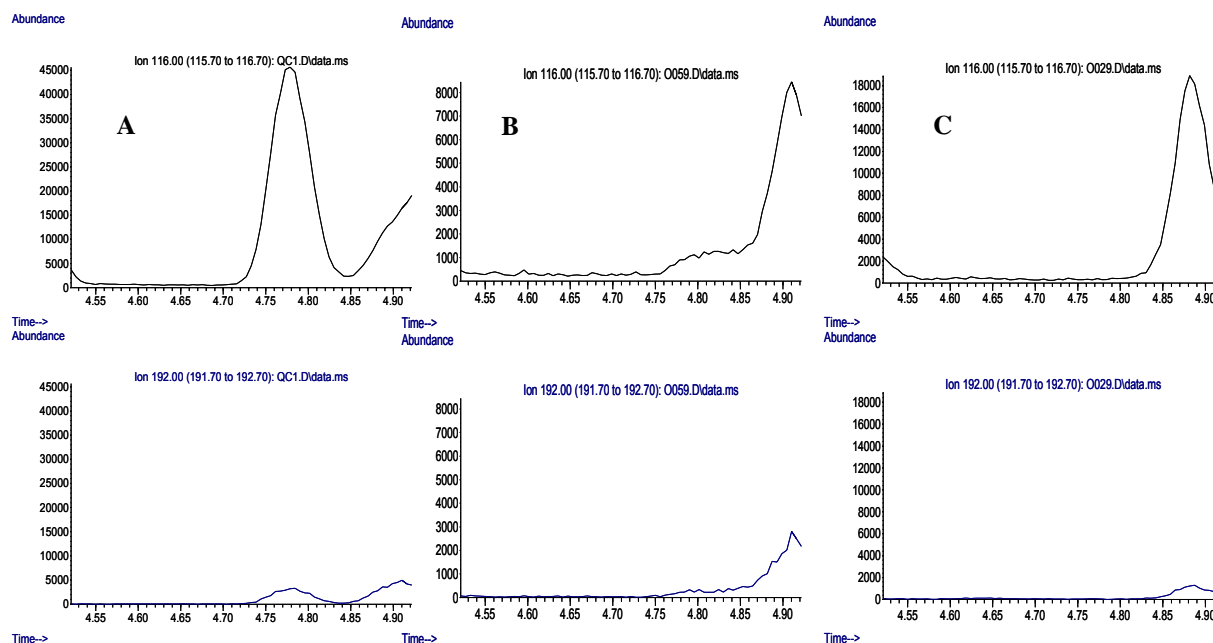 Abundance
Ion 116.00 (115.70 to 116.70): QC1.D\data.ms
A
45000
40000
35000
30000
25000
20000
15000
10000
5000
0
4.55 4.60 4.65 4.70 4.75 4.80 4.85 4.90
Time-->
Abundance
Ion 116.00 (115.70 to 116.70): O059.D\data.ms
B
8000
7000
6000
5000
4000
3000
2000
1000
0
4.55 4.60 4.65 4.70 4.75 4.80 4.85 4.90
Time-->
Abundance
Ion 116.00 (115.70 to 116.70): O029.D\data.ms
C
18000
16000
14000
12000
10000
8000
6000
4000
2000
0
4.55 4.60 4.65 4.70 4.75 4.80 4.85 4.90
Time-->
Abundance
Ion 192.00 (191.70 to 192.70): QC1.D\data.ms
45000
40000
35000
30000
25000
20000
15000
10000
5000
0
4.55 4.60 4.65 4.70 4.75 4.80 4.85 4.90
Time-->
Abundance
Ion 192.00 (191.70 to 192.70): O059.D\data.ms
8000
7000
6000
5000
4000
3000
2000
1000
0
4.55 4.60 4.65 4.70 4.75 4.80 4.85 4.90
Time-->
Abundance
Ion 192.00 (191.70 to 192.70): O029.D\data.ms
18000
16000
14000
12000
10000
8000
6000
4000
2000
0
4.55 4.60 4.65 4.70 4.75 4.80 4.85 4.90
Time-->